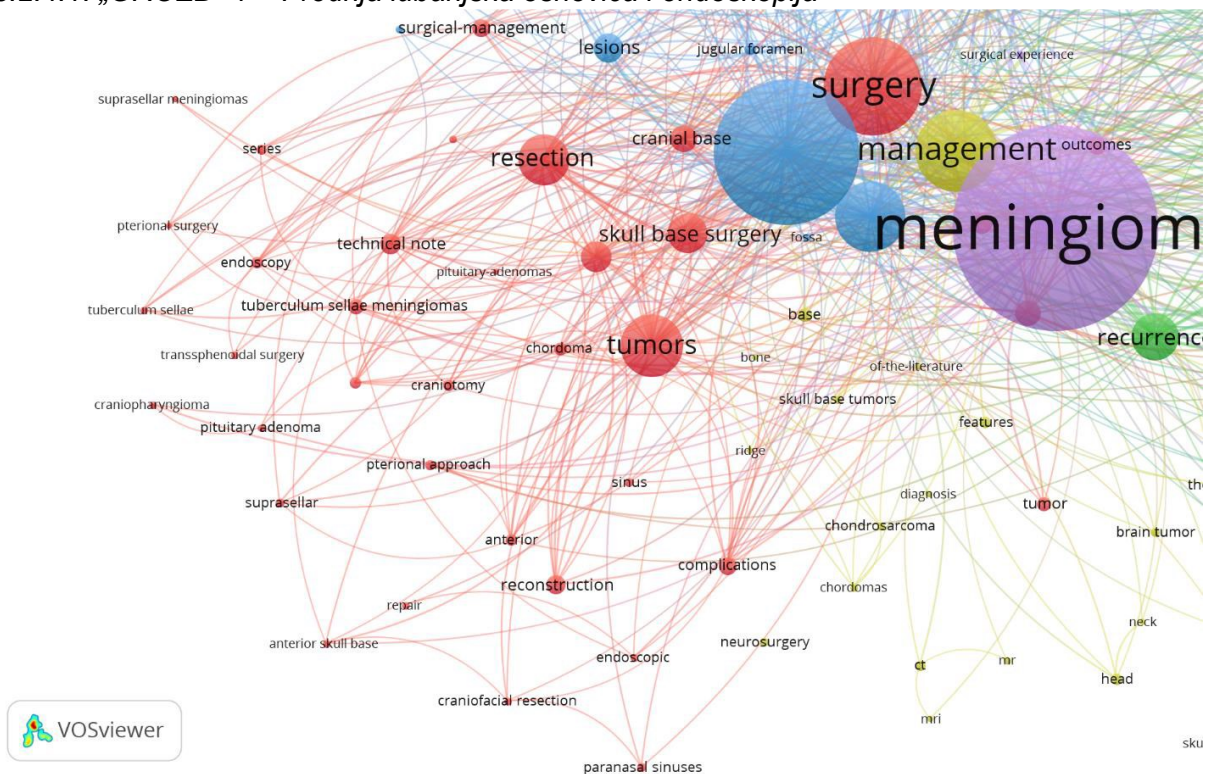 surgical-management
lesions
jugular foramen
surgical experience
surgery
suprasellar meningiomas
cranial base
series
resection
management
outcomes
pterional surgery
meningiom
technical note
skull base surgery
fossa
endoscopy
pituitary-adenomas
tuberculum sellae
tuberculum sellae meningiomas
base
recurrenc
transsphenoidal surgery
chordoma
tumors
bone
of-the-literature
craniotomy
craniopharyngioma
skull base tumors
pituitary adenoma
features
ridge
pterional approach
sinus
suprasellar
diagnosis
tumor
th
chondrosarcoma
brain tumor
anterior
complications
reconstruction
chordomas
repair
neck
anterior skull base
neurosurgery
endoscopic
ct
mr
head
craniofacial resection
mri
VOSviewer
sku
paranasal sinuses